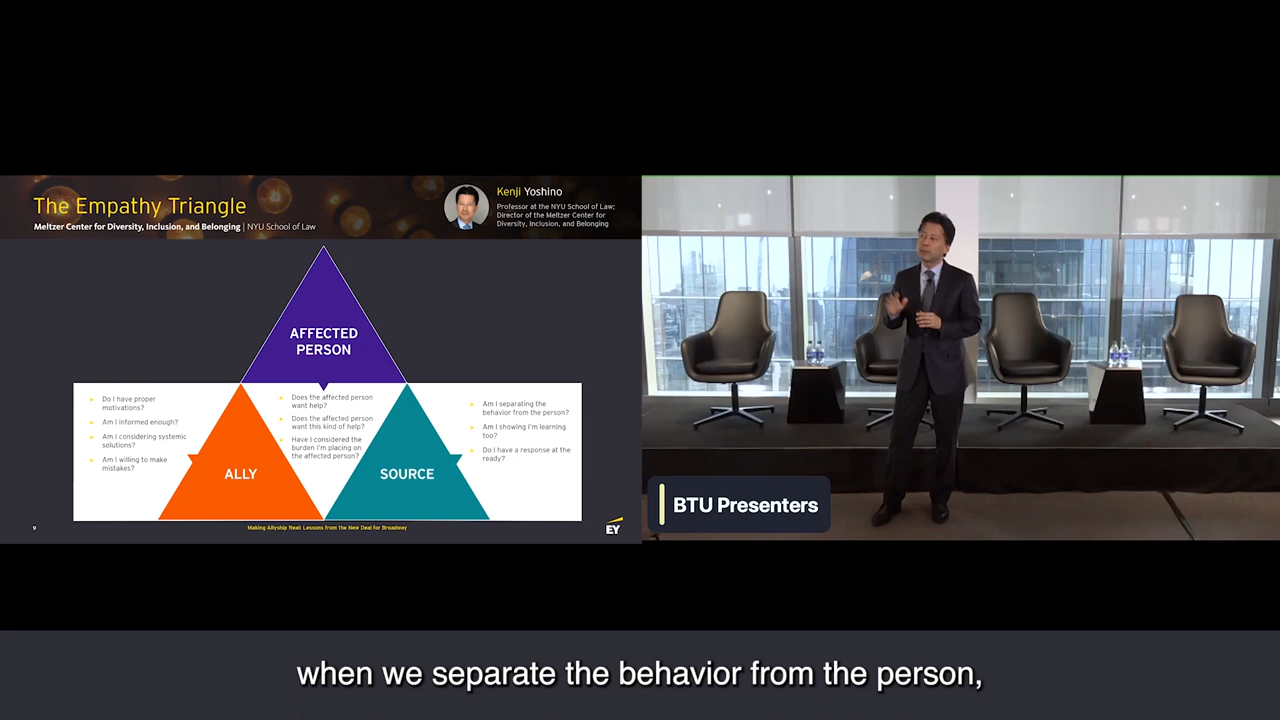 The Empathy Triangle
Meltzer Center for Diversity, Inclusion, and Belonging | NYU School of Law
Kenji Yoshino
Professor at the NYU School of Law;
Director of the Meltzer Center for
Diversity, Inclusion, and Belonging
AFFECTED
PERSON
Do I have proper
motivations?
Am I informed enough?
Am I considering systemic
solutions?
Am I willing to make
mistakes?
ALLY
Does the affected person
want help?
Does the affected person
want this kind of help?
Have I considered the
burden I'm placing on
the affected person?
SOURCE
Am I separating the
behavior from the person?
Am I showing I'm learning
too?
Do I have a response at the
ready?
9
Making Allyship Real: Lessons from the New Deal for Broadway
EY
BTU Presenters
when we separate the behavior from the person,